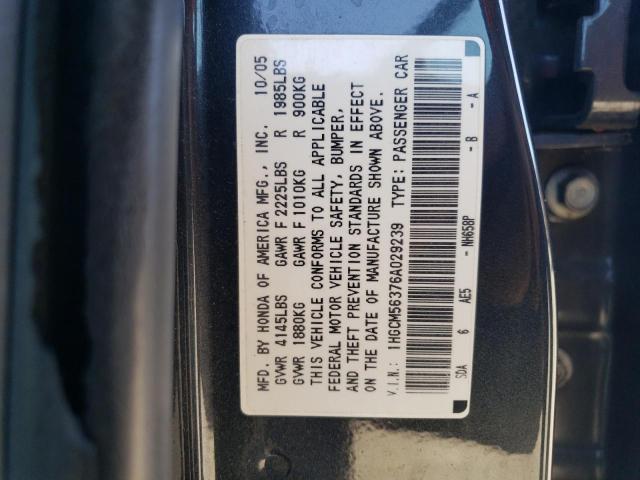 MFD. BY HONDA OF AMERICA MFG., INC. 10/05
GVWR 4145LBS GAWR F 2225LBS R 1985LBS
GVWR 1880KG GAWR F 1010KG R 900KG
THIS VEHICLE CONFORMS TO ALL APPLICABLE
FEDERAL MOTOR VEHICLE SAFETY, BUMPER,
AND THEFT PREVENTION STANDARDS IN EFFECT
ON THE DATE OF MANUFACTURE SHOWN ABOVE.
V.I.N.: 1HGCM56376A029239 TYPE: PASSENGER CAR
SDA 6 AE5 - NH658P - B - A